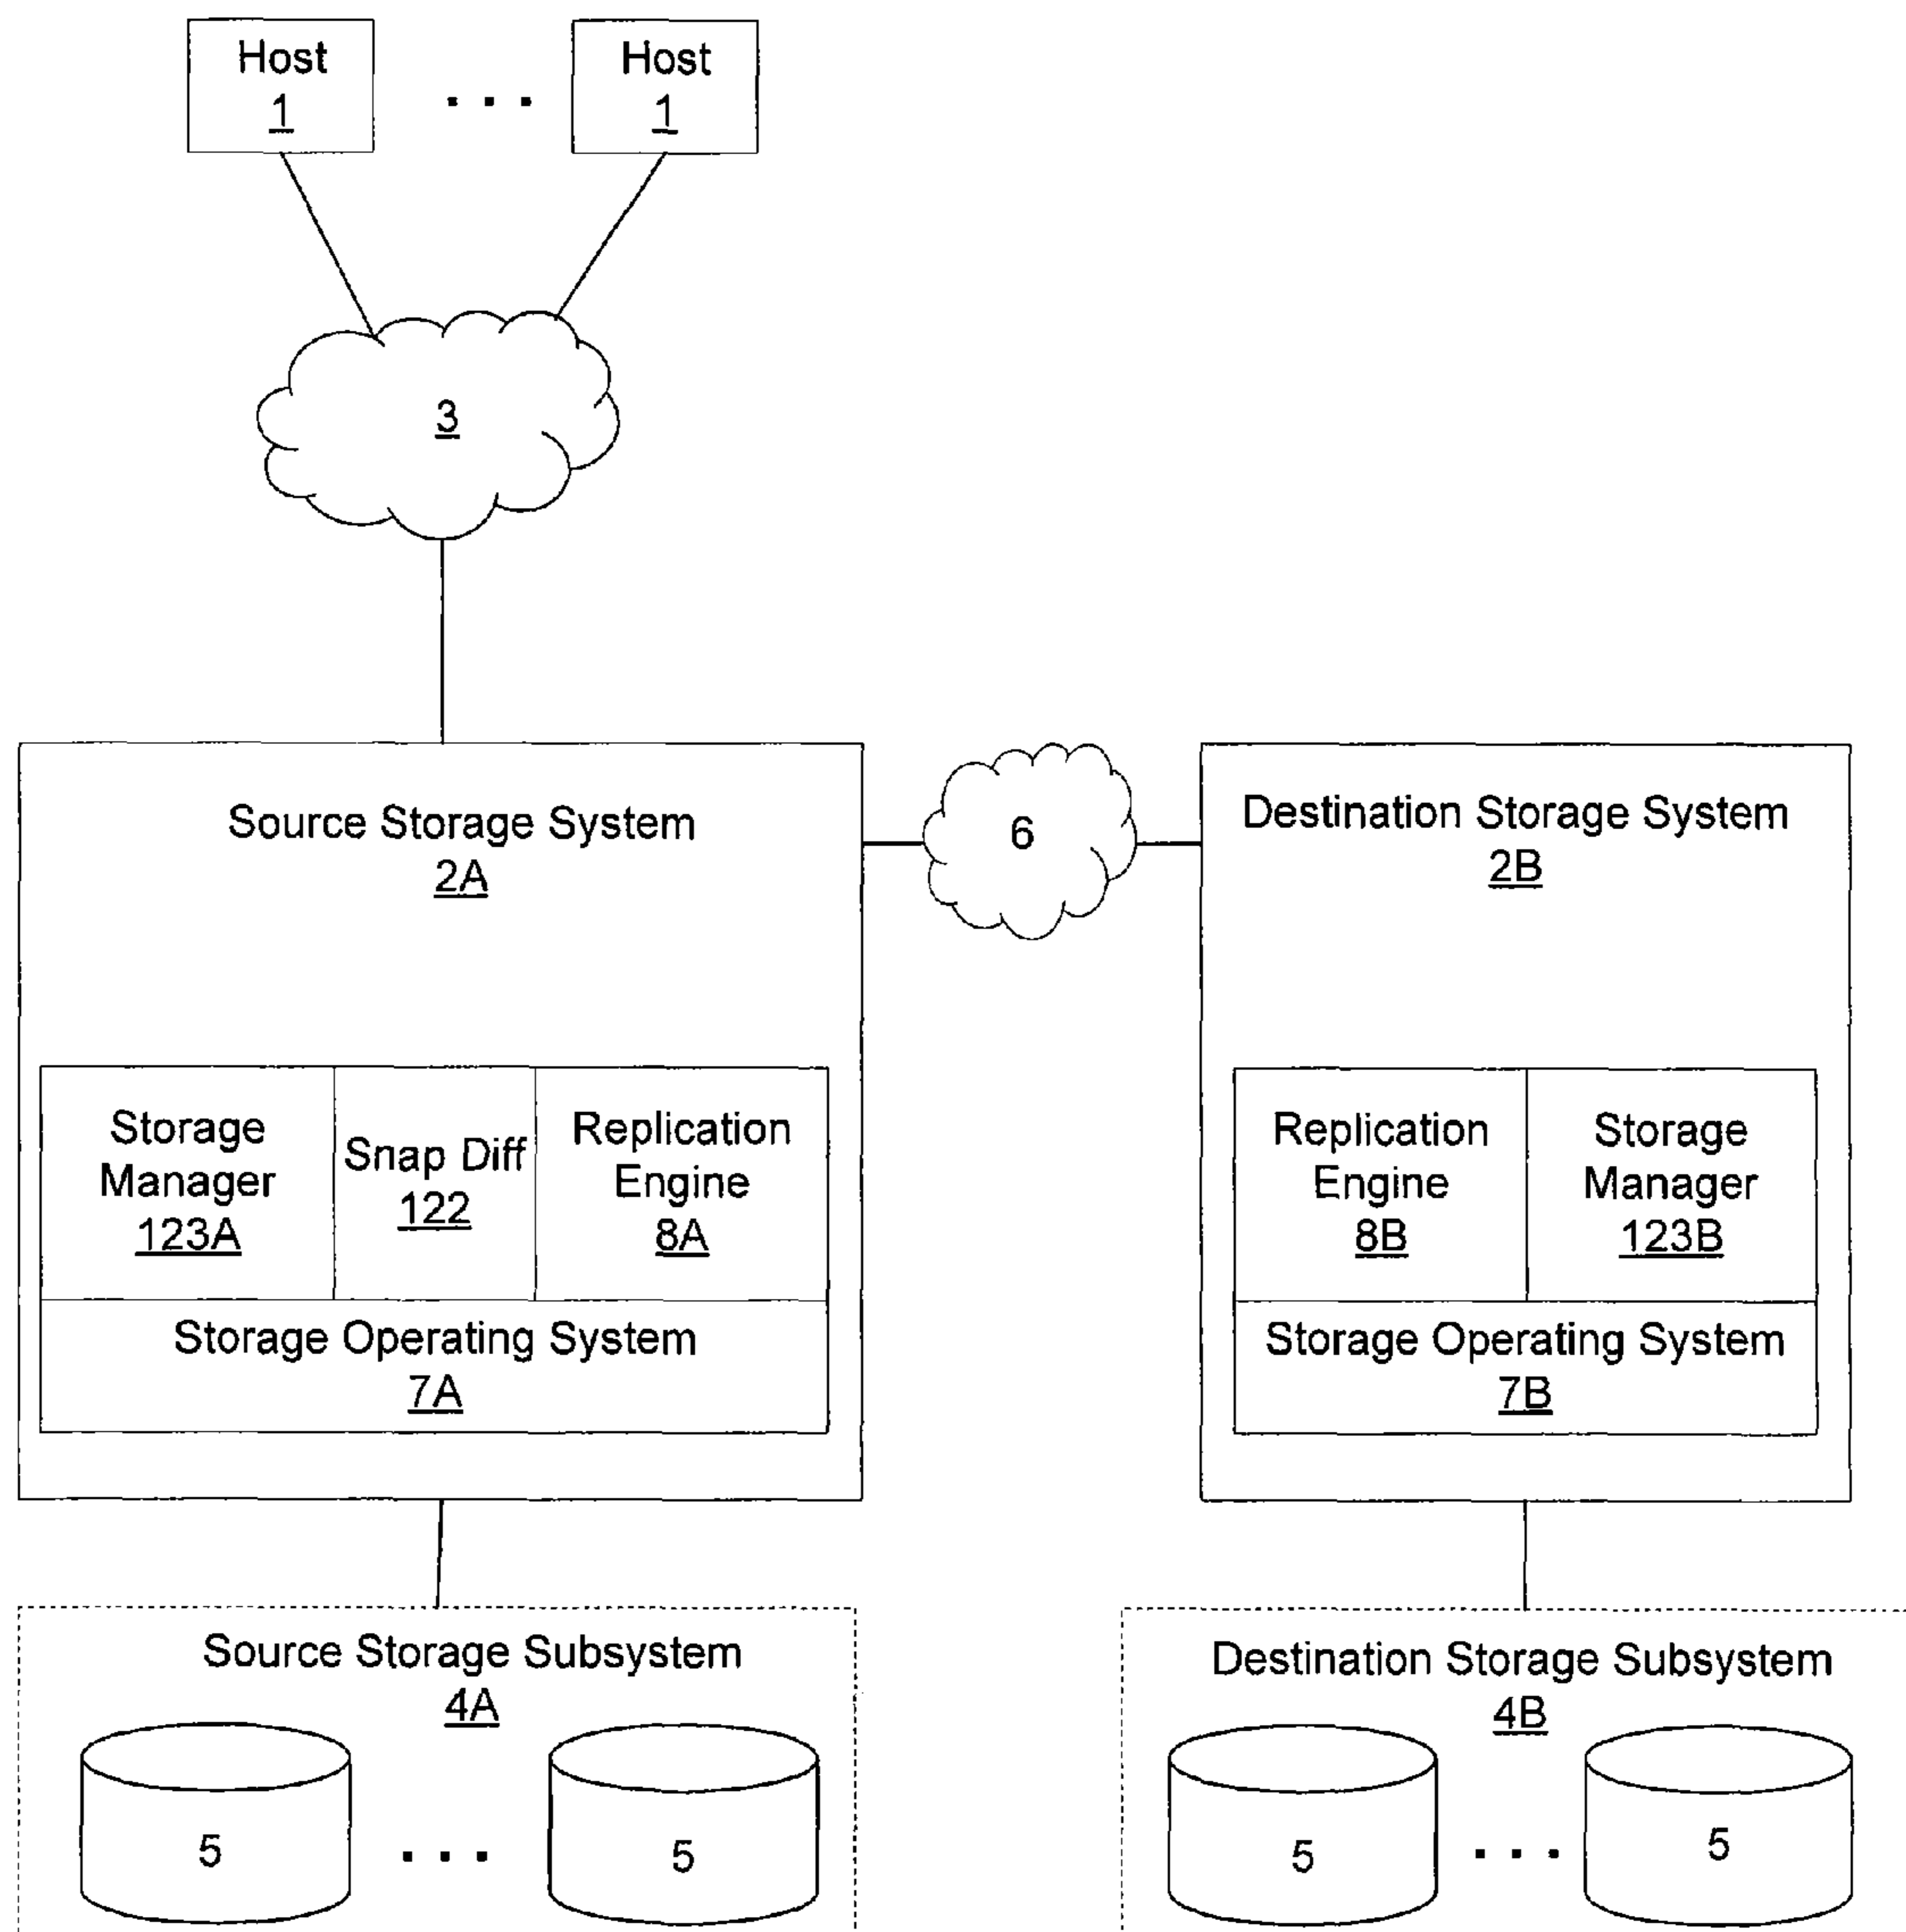 Host
1
. . .
Host
1
3
Source Storage System
2A
6
Destination Storage System
2B
Storage
Manager
123A
Snap Diff
122
Replication
Engine
8A
Storage Operating System
7A
Replication
Engine
8B
Storage
Manager
123B
Storage Operating System
7B
Source Storage Subsystem
4A
5
. . .
5
Destination Storage Subsystem
4B
5
. . .
5